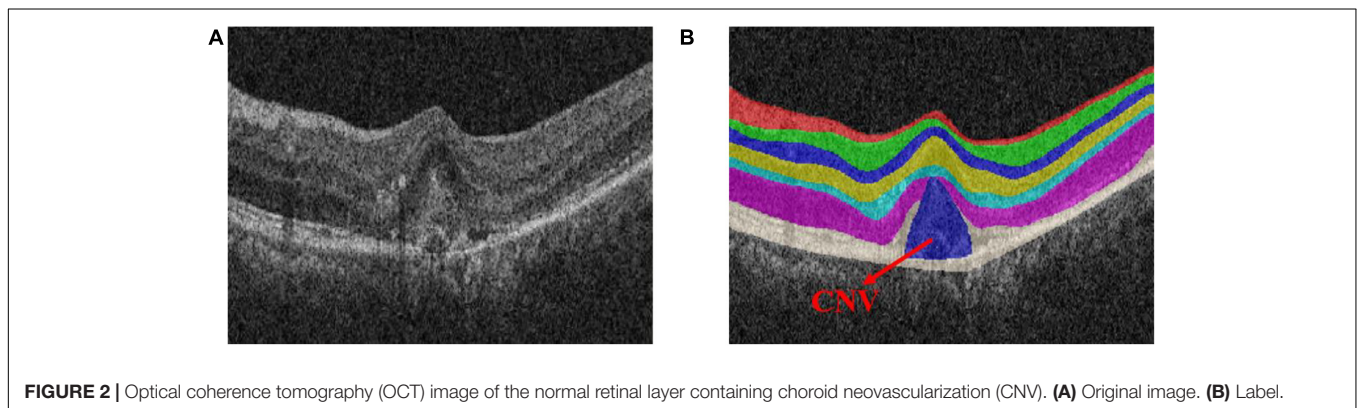 A
B
CNV
FIGURE 2 | Optical coherence tomography (OCT) image of the normal retinal layer containing choroid neovascularization (CNV). (A) Original image. (B) Label.